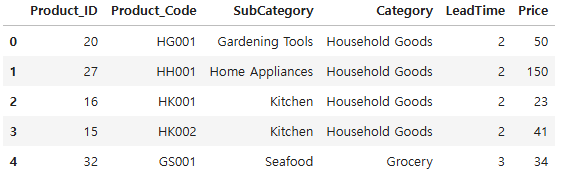 Product_ID Product_Code SubCategory Category LeadTime Price
0 20 HG001 Gardening Tools Household Goods 2 50
1 27 HH001 Home Appliances Household Goods 2 150
2 16 HK001 Kitchen Household Goods 2 23
3 15 HK002 Kitchen Household Goods 2 41
4 32 GS001 Seafood Grocery 3 34